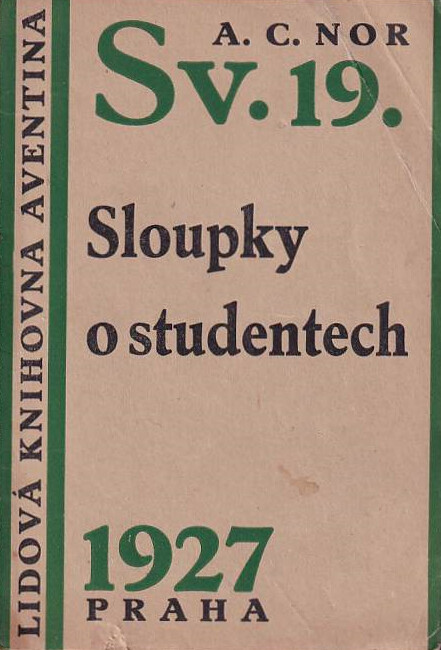 A. C. NOR
Sv. 19.
Sloupky
o studentech
1927
PRAHA
LIDOVÁ KNIHOVNA AVENTINA